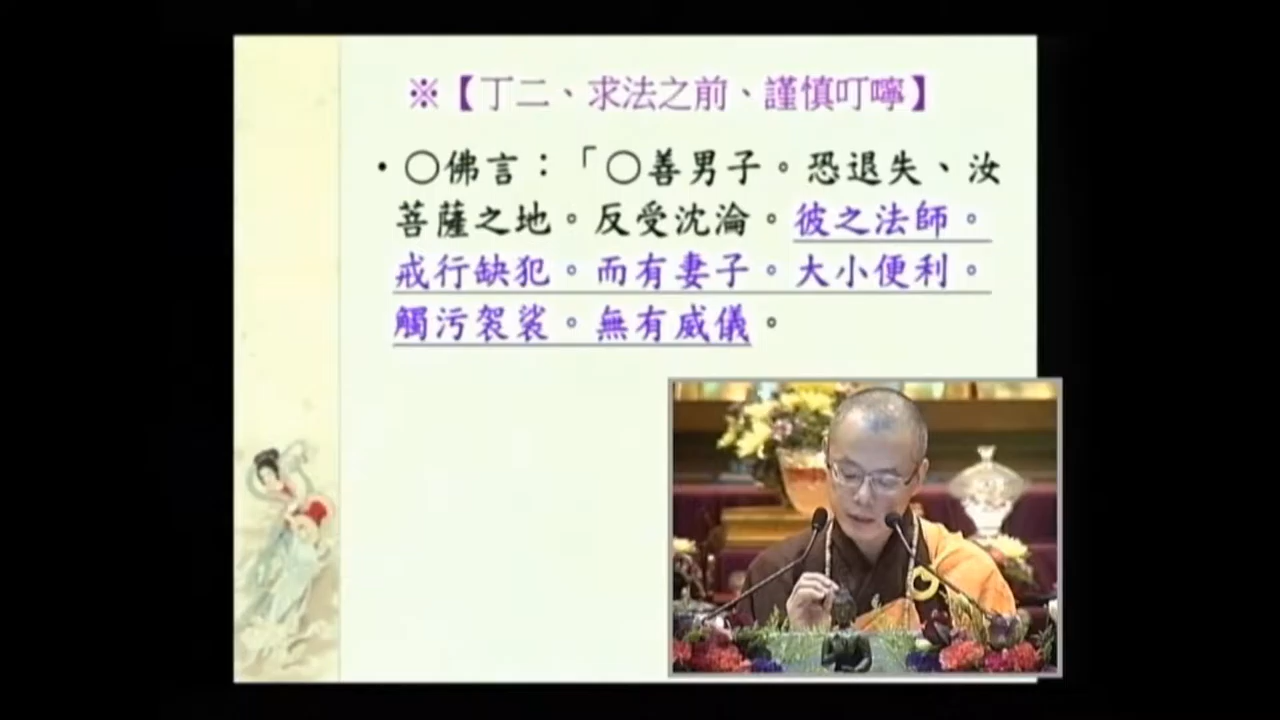 ※【丁二、求法之前、謹慎叮嚀】
•○佛言：「○善男子。恐退失、汝
菩薩之地。反受沈淪。彼之法師。
戒行缺犯。而有妻子。大小便利。
觸污袈裟。無有威儀。